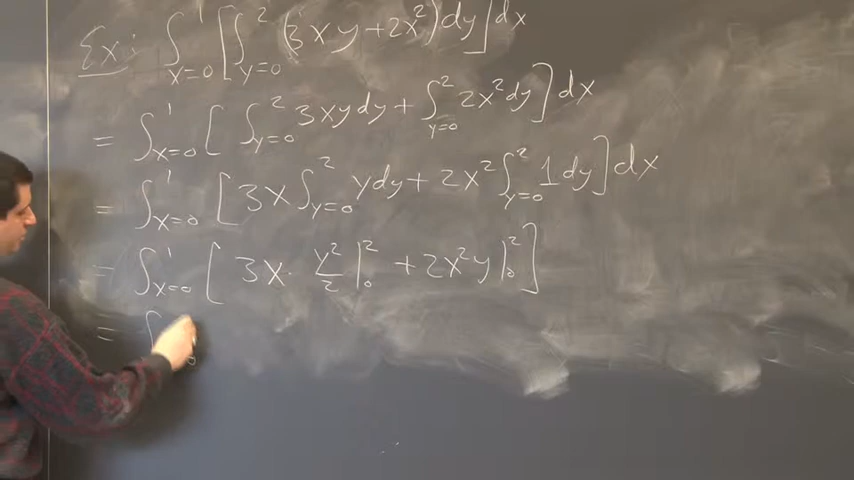 Ex: ∫_{x=0}^{1} [∫_{y=0}^{2} (3xy + 2x²) dy] dx
= ∫_{x=0}^{1} [∫_{y=0}^{2} 3xy dy + ∫_{y=0}^{2} 2x² dy] dx
= ∫_{x=0}^{1} [3x ∫_{y=0}^{2} y dy + 2x² ∫_{y=0}^{2} 1 dy] dx
= ∫_{x=0}^{1} [3x · y²/2 |_0^2 + 2x² y |_0^2]
= ∫